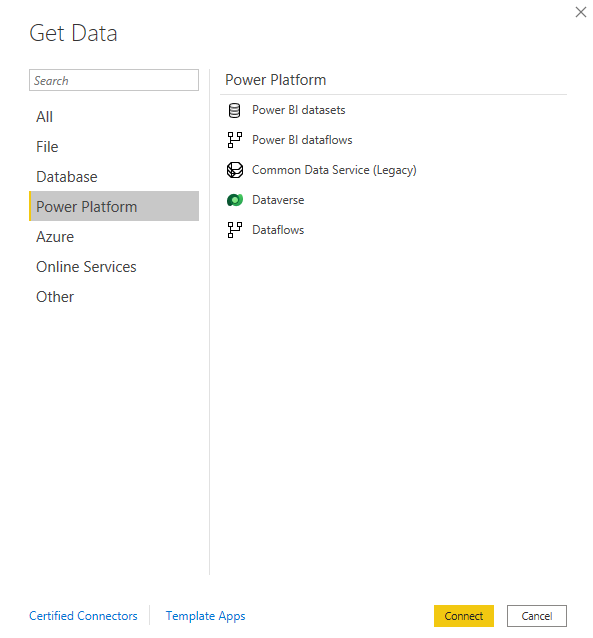 Get Data
Search
All
File
Database
Power Platform
Azure
Online Services
Other
Power Platform
Power BI datasets
Power BI dataflows
Common Data Service (Legacy)
Dataverse
Dataflows
Certified Connectors
Template Apps
Connect
Cancel